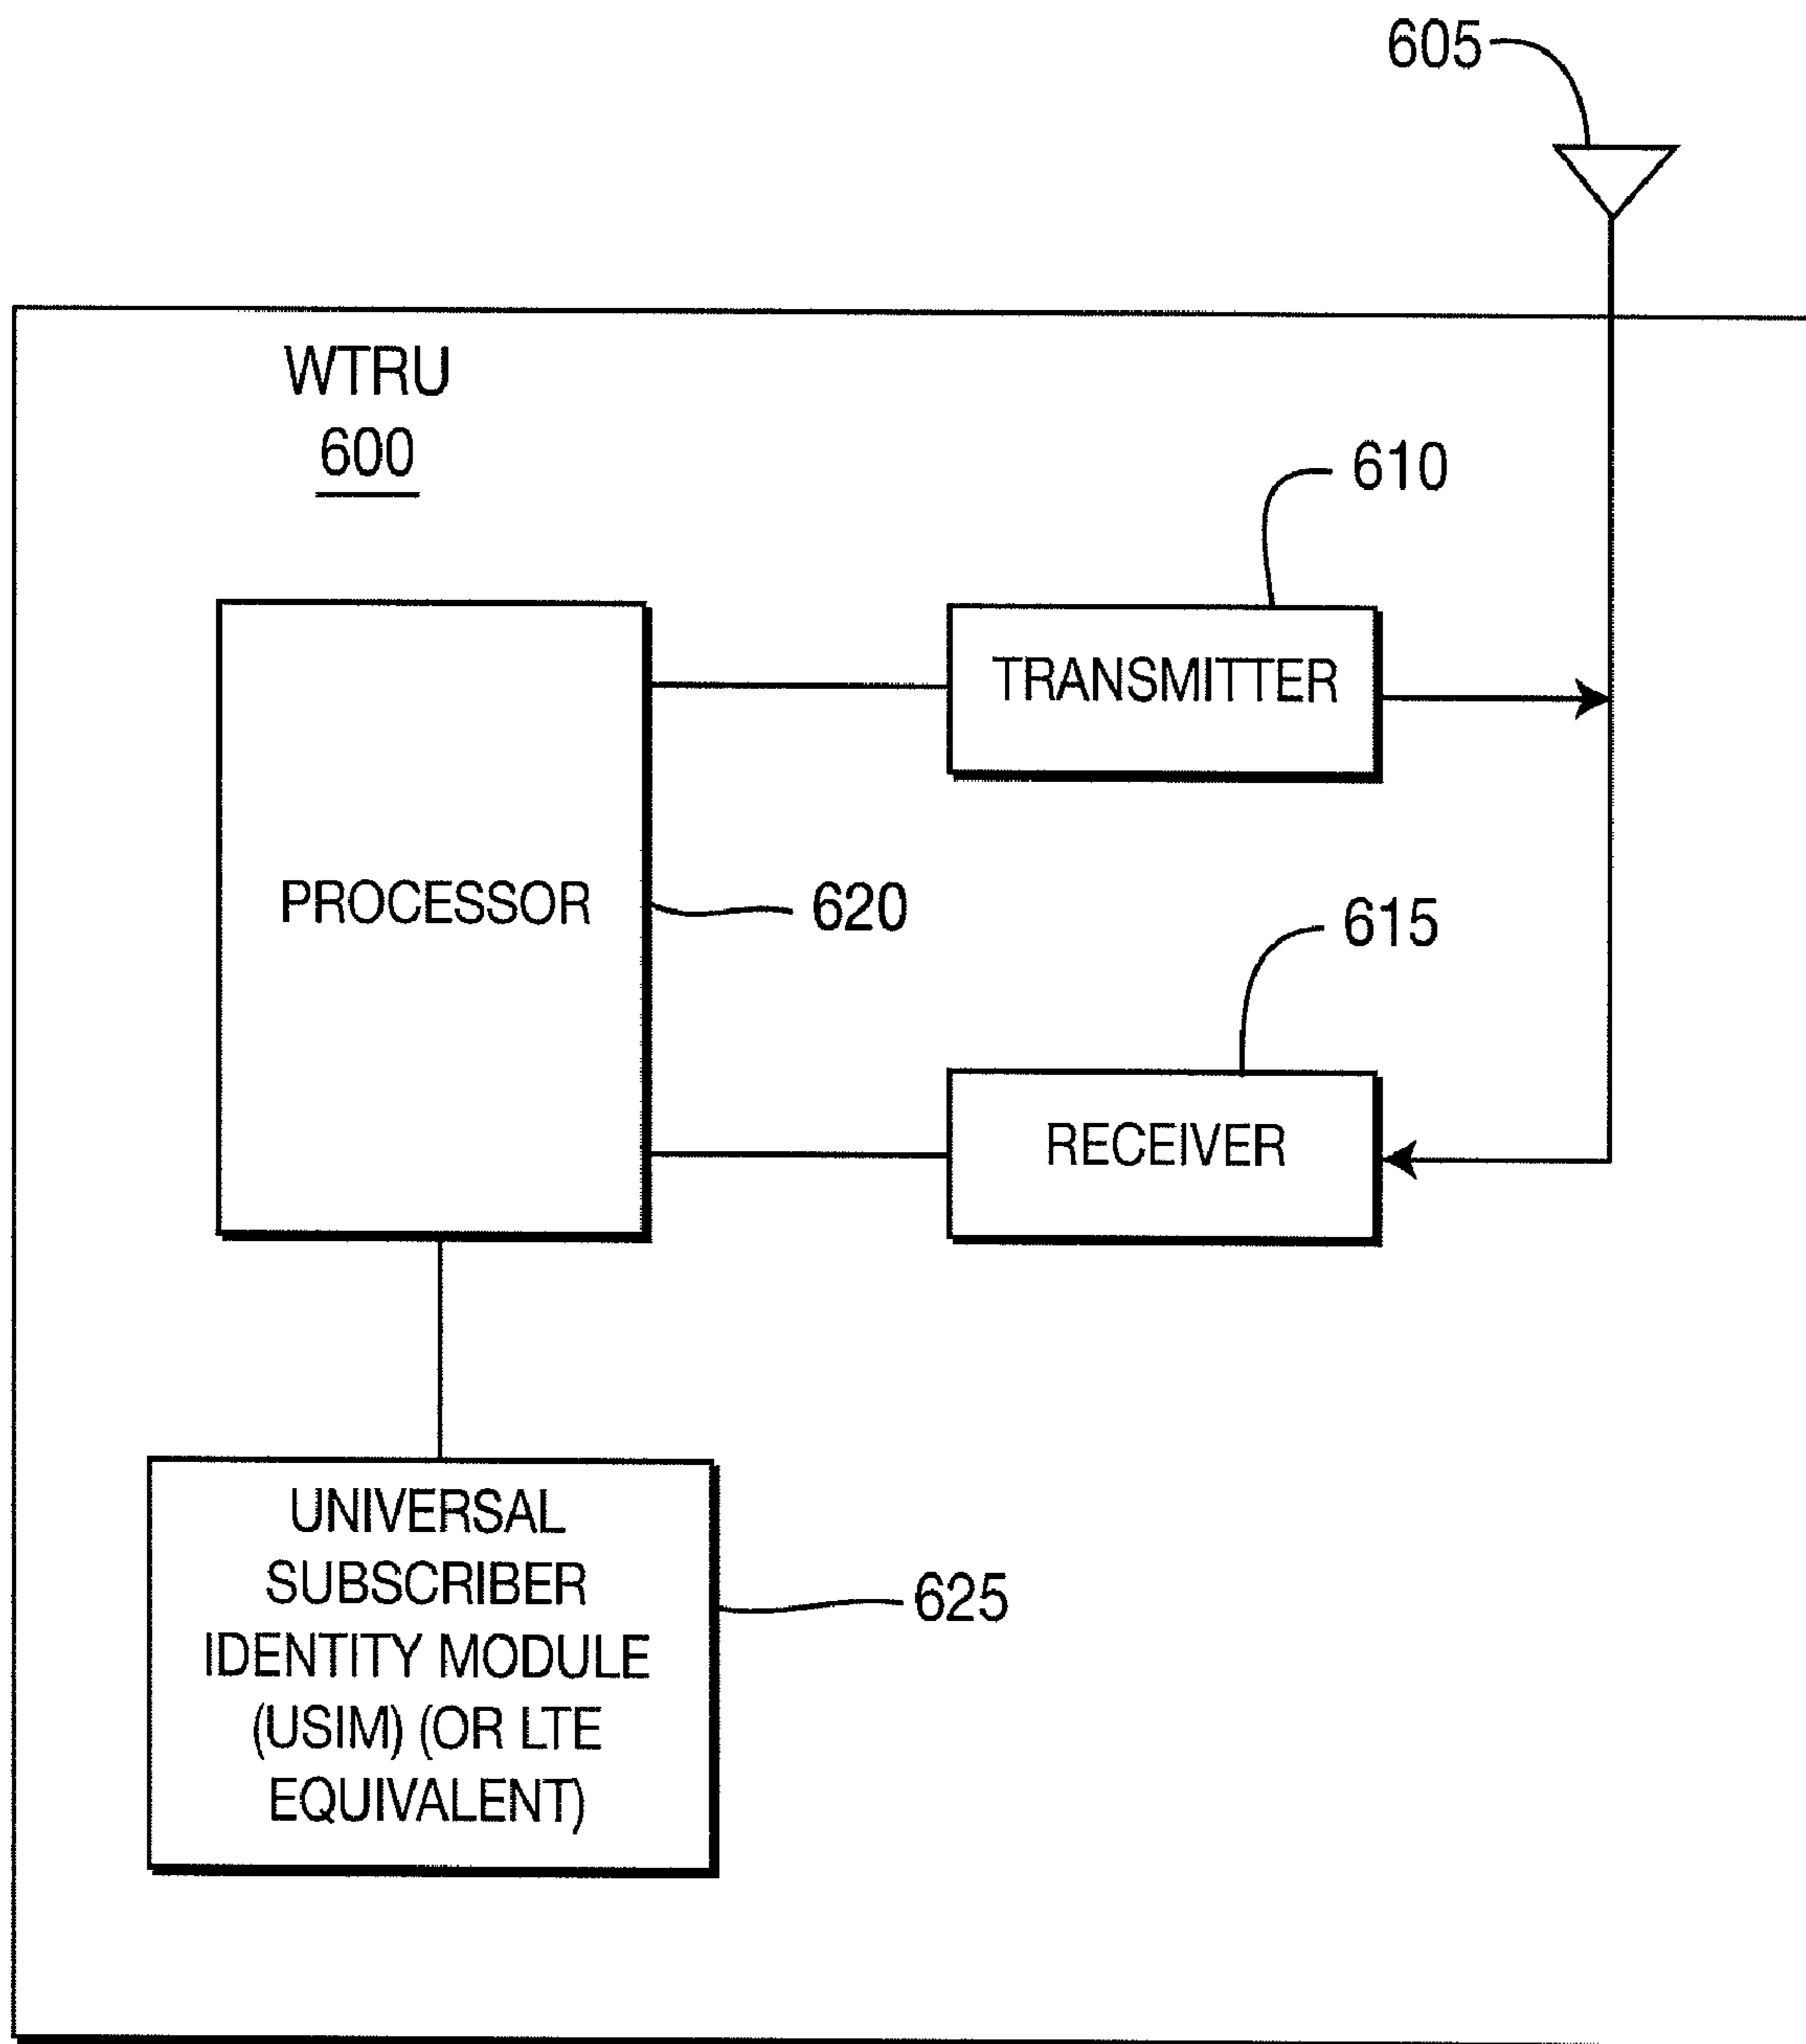 605
WTRU
600
610
TRANSMITTER
PROCESSOR
620
615
RECEIVER
UNIVERSAL
SUBSCRIBER
IDENTITY MODULE
(USIM) (OR LTE
EQUIVALENT)
625